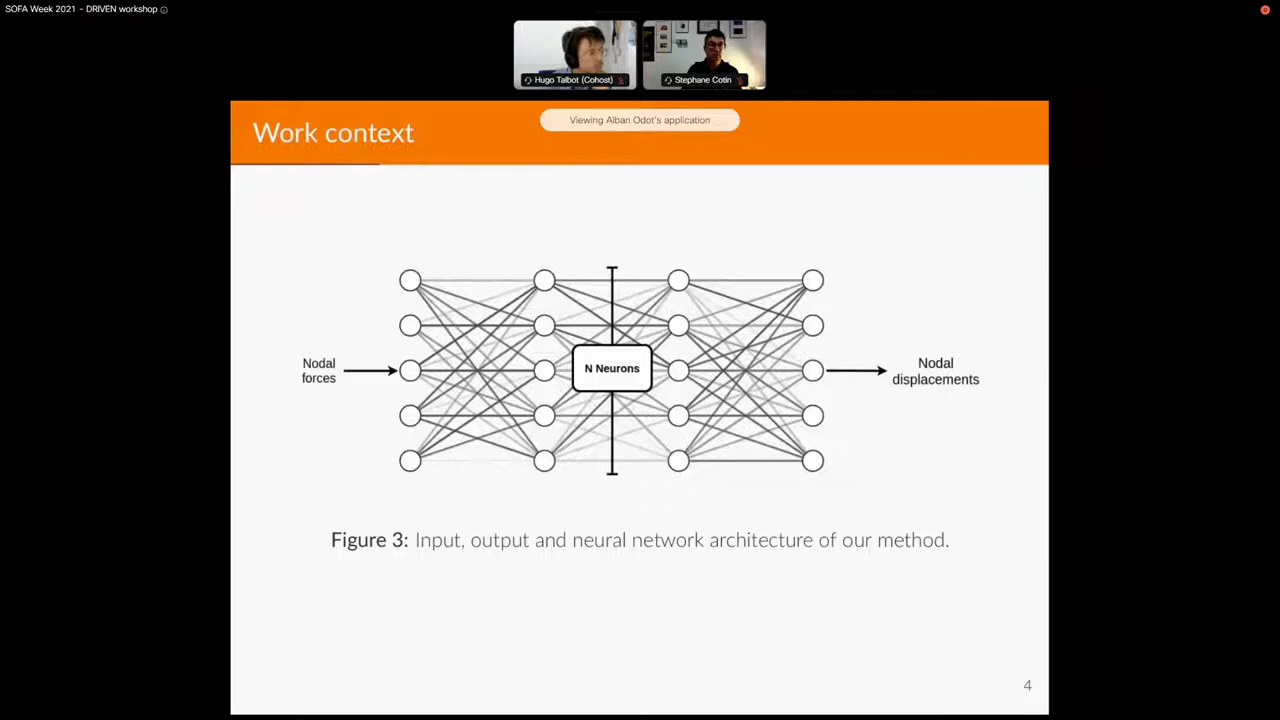 SOFA Week 2021 - DRIVEN workshop
Hugo Talbot (Cohost)
Stephane Cotin
Viewing Alban Odot's application
Work context
Nodal
forces
N Neurons
Nodal
displacements
Figure 3: Input, output and neural network architecture of our method.
4